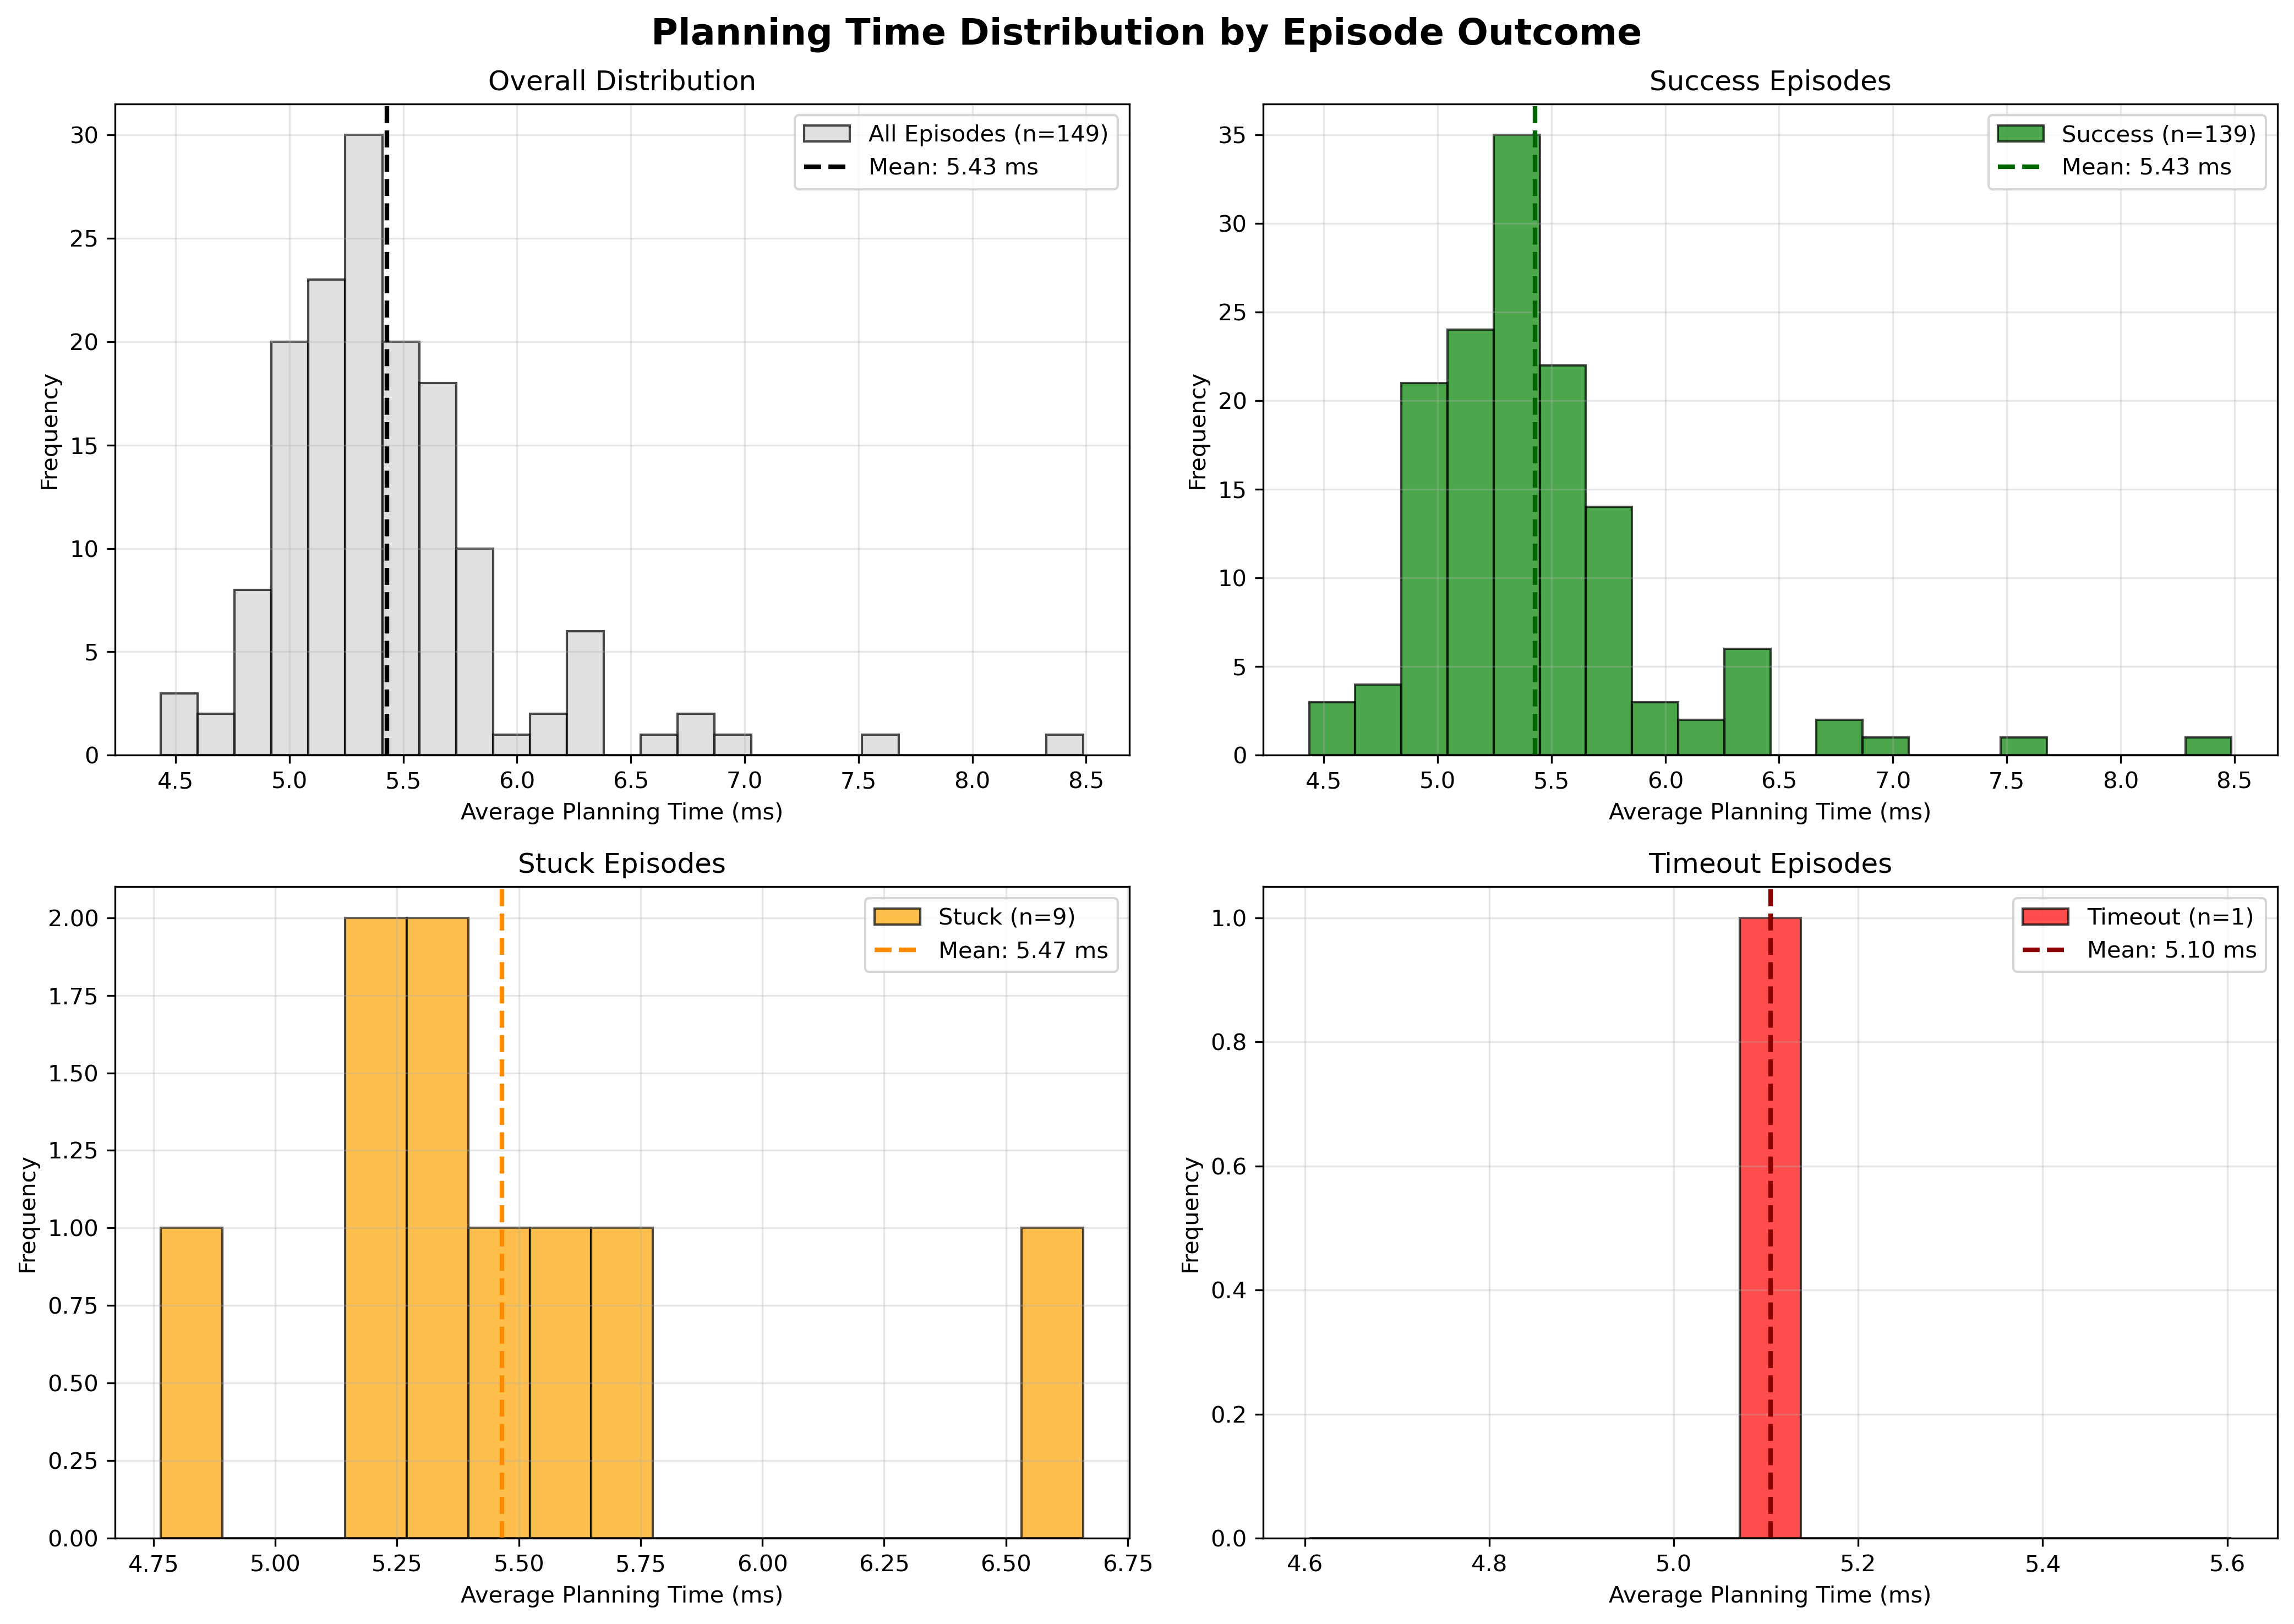 Planning Time Distribution by Episode Outcome
Overall Distribution
All Episodes (n=149)
Mean: 5.43 ms
Frequency
30
25
20
15
10
5
0
4.5 5.0 5.5 6.0 6.5 7.0 7.5 8.0 8.5
Average Planning Time (ms)
Success Episodes
Success (n=139)
Mean: 5.43 ms
Frequency
35
30
25
20
15
10
5
0
4.5 5.0 5.5 6.0 6.5 7.0 7.5 8.0 8.5
Average Planning Time (ms)
Stuck Episodes
Stuck (n=9)
Mean: 5.47 ms
Frequency
2.00
1.75
1.50
1.25
1.00
0.75
0.50
0.25
0.00
4.75 5.00 5.25 5.50 5.75 6.00 6.25 6.50 6.75
Average Planning Time (ms)
Timeout Episodes
Timeout (n=1)
Mean: 5.10 ms
Frequency
1.0
0.8
0.6
0.4
0.2
0.0
4.6 4.8 5.0 5.2 5.4 5.6
Average Planning Time (ms)